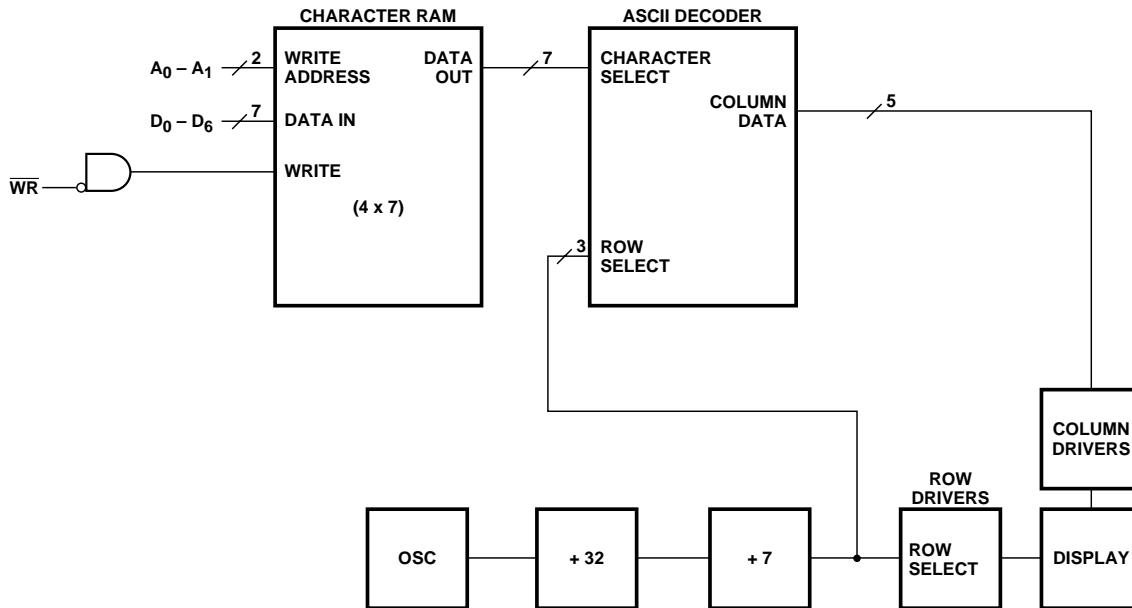 CHARACTER RAM
ASCII DECODER
A₀ – A₁
2
WRITE
ADDRESS
DATA
OUT
7
CHARACTER
SELECT
D₀ – D₆
7
DATA IN
COLUMN
DATA
5
W̅R̅
WRITE
(4 x 7)
3
ROW
SELECT
COLUMN
DRIVERS
ROW
DRIVERS
OSC
+ 32
+ 7
ROW
SELECT
DISPLAY